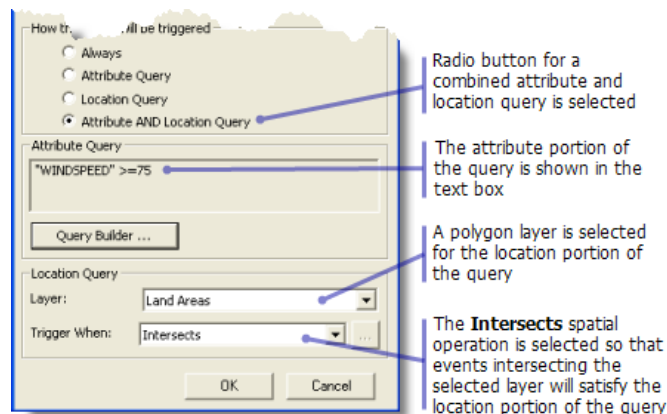 How tr
ill be triggered
Always
Attribute Query
Location Query
Attribute AND Location Query
Attribute Query
"WINDSPEED" >=75
Query Builder ...
Location Query
Layer:
Land Areas
Trigger When:
Intersects
...
OK
Cancel
Radio button for a
combined attribute and
location query is selected
The attribute portion of
the query is shown in the
text box
A polygon layer is selected
for the location portion of
the query
The Intersects spatial
operation is selected so that
events intersecting the
selected layer will satisfy the
location portion of the query